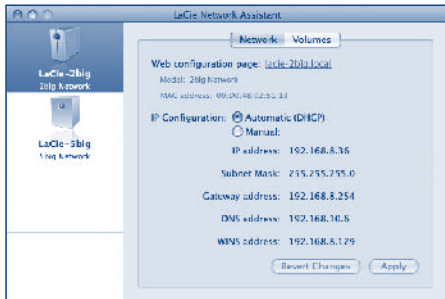 LaCie Network Assistant
Network Volumes
LaCie-2big
2big Network
LaCie-5big
5big Network
Web configuration page: lacie-2big.local
Model: 2big Network
MAC address:
IP Configuration: Automatic (DHCP)
Manual:
IP address: 192.168.8.36
Subnet Mask: 255.255.255.0
Gateway address: 192.168.8.254
DNS address: 192.168.10.6
WINS address: 192.168.8.129
Revert Changes Apply